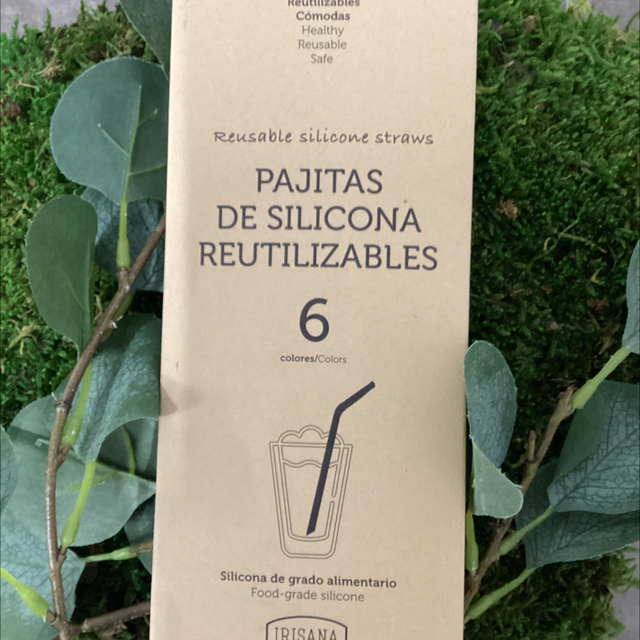 Reutilizables
Cómodas
Healthy
Reusable
Safe
Reusable silicone straws
PAJITAS
DE SILICONA
REUTILIZABLES
6
colores/Colors
Silicona de grado alimentario
Food-grade silicone
IRISANA